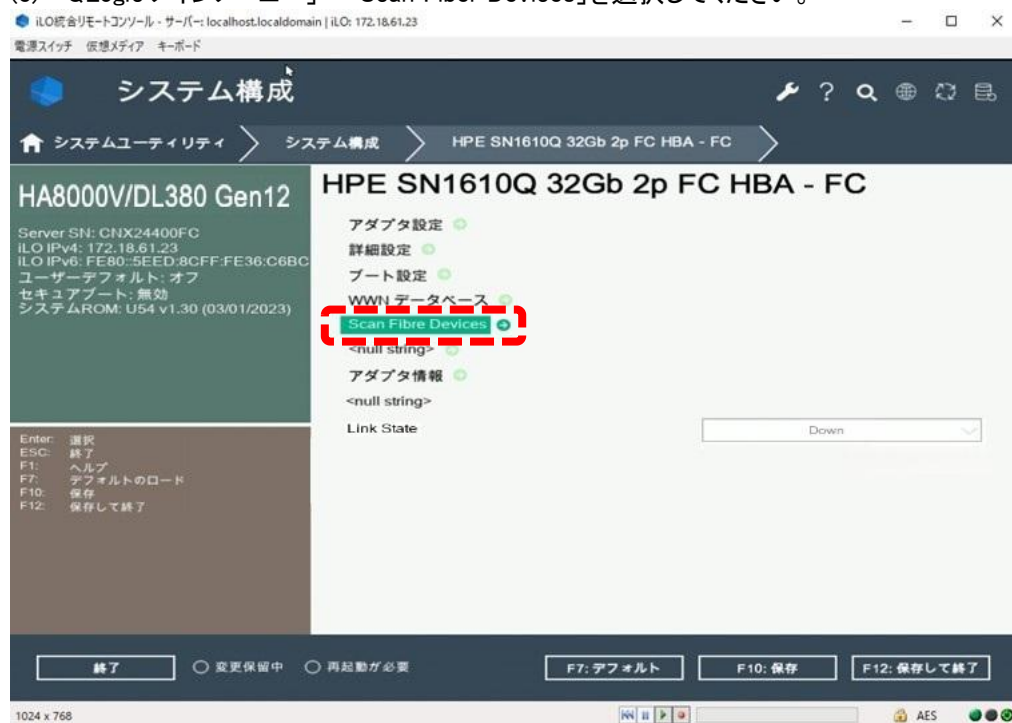 iLO統合リモートコンソール - サーバー: localhost.localdomain | iLO: 172.18.61.23
電源スイッチ 仮想メディア キーボード
システム構成
システムユーティリティ システム構成 HPE SN1610Q 32Gb 2p FC HBA - FC
HA8000V/DL380 Gen12
Server SN: CNX24400FC
iLO IPv4: 172.18.61.23
iLO IPv6: FE80::5EED:8CFF:FE36:C6BC
ユーザーデフォルト: オフ
セキュアブート: 無効
システムROM: U54 v1.30 (03/01/2023)
HPE SN1610Q 32Gb 2p FC HBA - FC
アダプタ設定
詳細設定
ブート設定
WWN データベース
Scan Fibre Devices
<null string>
アダプタ情報
<null string>
Link State Down
Enter: 選択
ESC: 終了
F1: ヘルプ
F7: デフォルトのロード
F10: 保存
F12: 保存して終了
終了 変更保留中 再起動が必要 F7: デフォルト F10: 保存 F12: 保存して終了
1024 x 768 AES